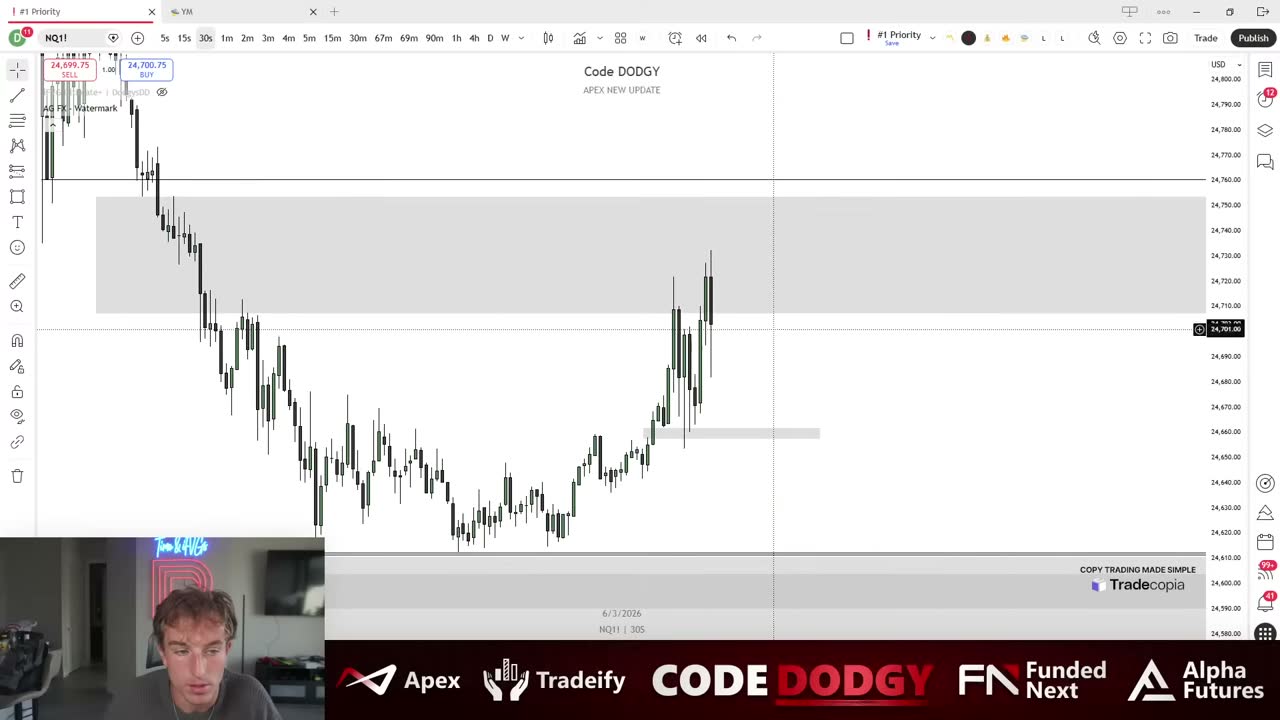 #1 Priority
YM
D
11
NQ1!
5s 15s 30s 1m 2m 3m 4m 5m 15m 30m 67m 69m 90m 1h 4h D W
W
#1 Priority
Save
L L
Trade
Publish
24,699.75
SELL
1.00
24,700.75
BUY
AG FX - Watermark
Code DODGY
APEX NEW UPDATE
USD
24,800.00
24,790.00
24,780.00
24,770.00
24,760.00
24,750.00
24,740.00
24,730.00
24,720.00
24,710.00
24,701.00
24,690.00
24,680.00
24,670.00
24,660.00
24,650.00
24,640.00
24,630.00
24,620.00
24,610.00
24,600.00
24,590.00
24,580.00
12
99+
41
COPY TRADING MADE SIMPLE
Tradecopia
6/3/2026
NQ1! | 30S
Apex
Tradeify
CODE DODGY
FN Funded
Next
Alpha
Futures